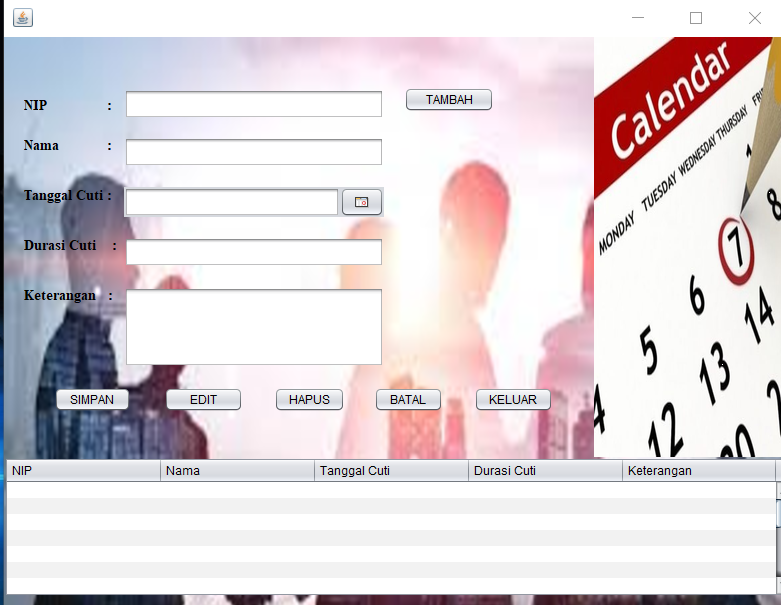 NIP : TAMBAH
Nama :
Tanggal Cuti :
Durasi Cuti :
Keterangan :
SIMPAN EDIT HAPUS BATAL KELUAR
Calendar
MONDAY TUESDAY WEDNESDAY THURSDAY FRI
1
7 8
5 6
4 12 13 14
20
NIP Nama Tanggal Cuti Durasi Cuti Keterangan